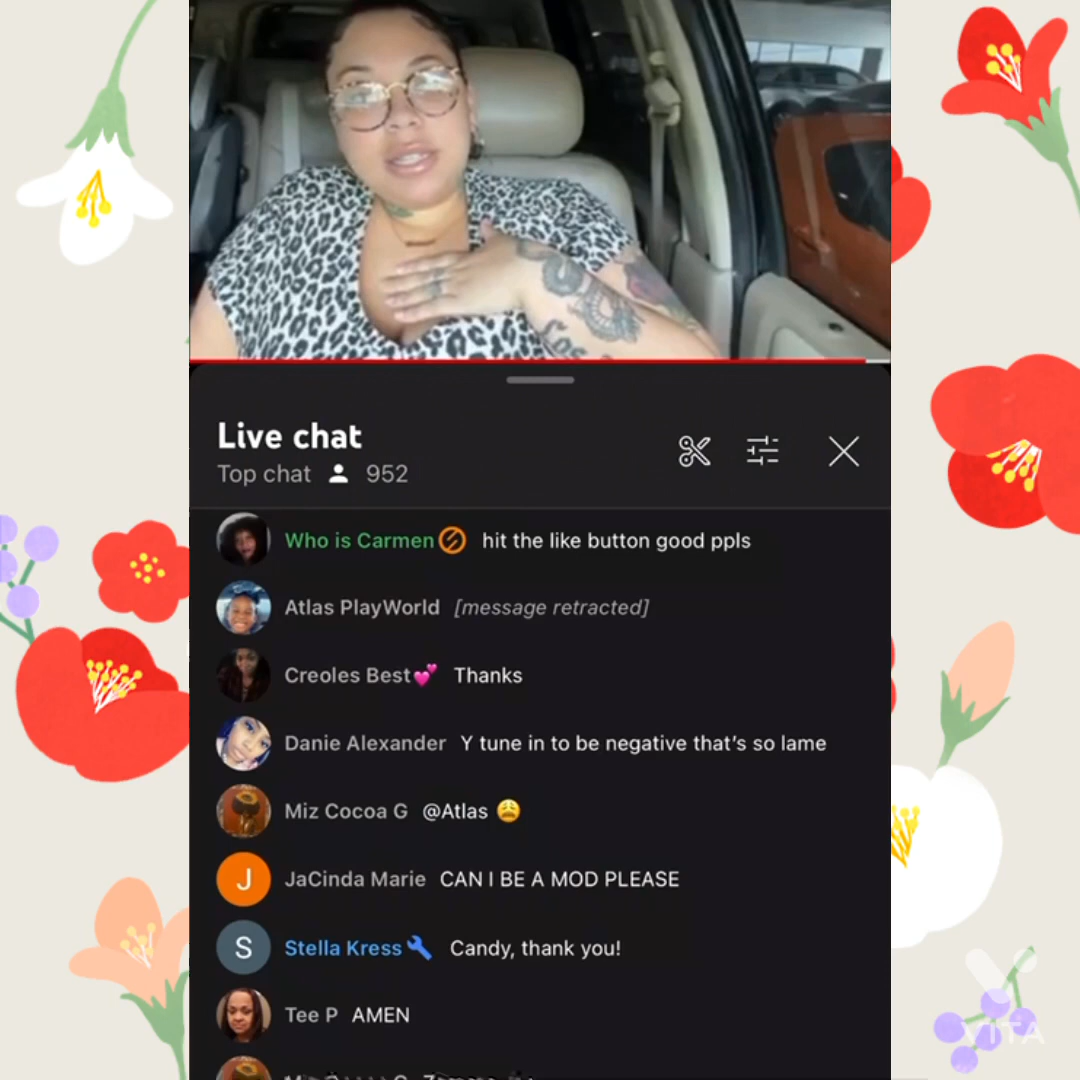 Live chat
Top chat 952
Who is Carmen hit the like button good ppls
Atlas PlayWorld [message retracted]
Creoles Best💕 Thanks
Danie Alexander Y tune in to be negative that's so lame
Miz Cocoa G @Atlas 😩
J JaCinda Marie CAN I BE A MOD PLEASE
S Stella Kress Candy, thank you!
Tee P AMEN
VITA